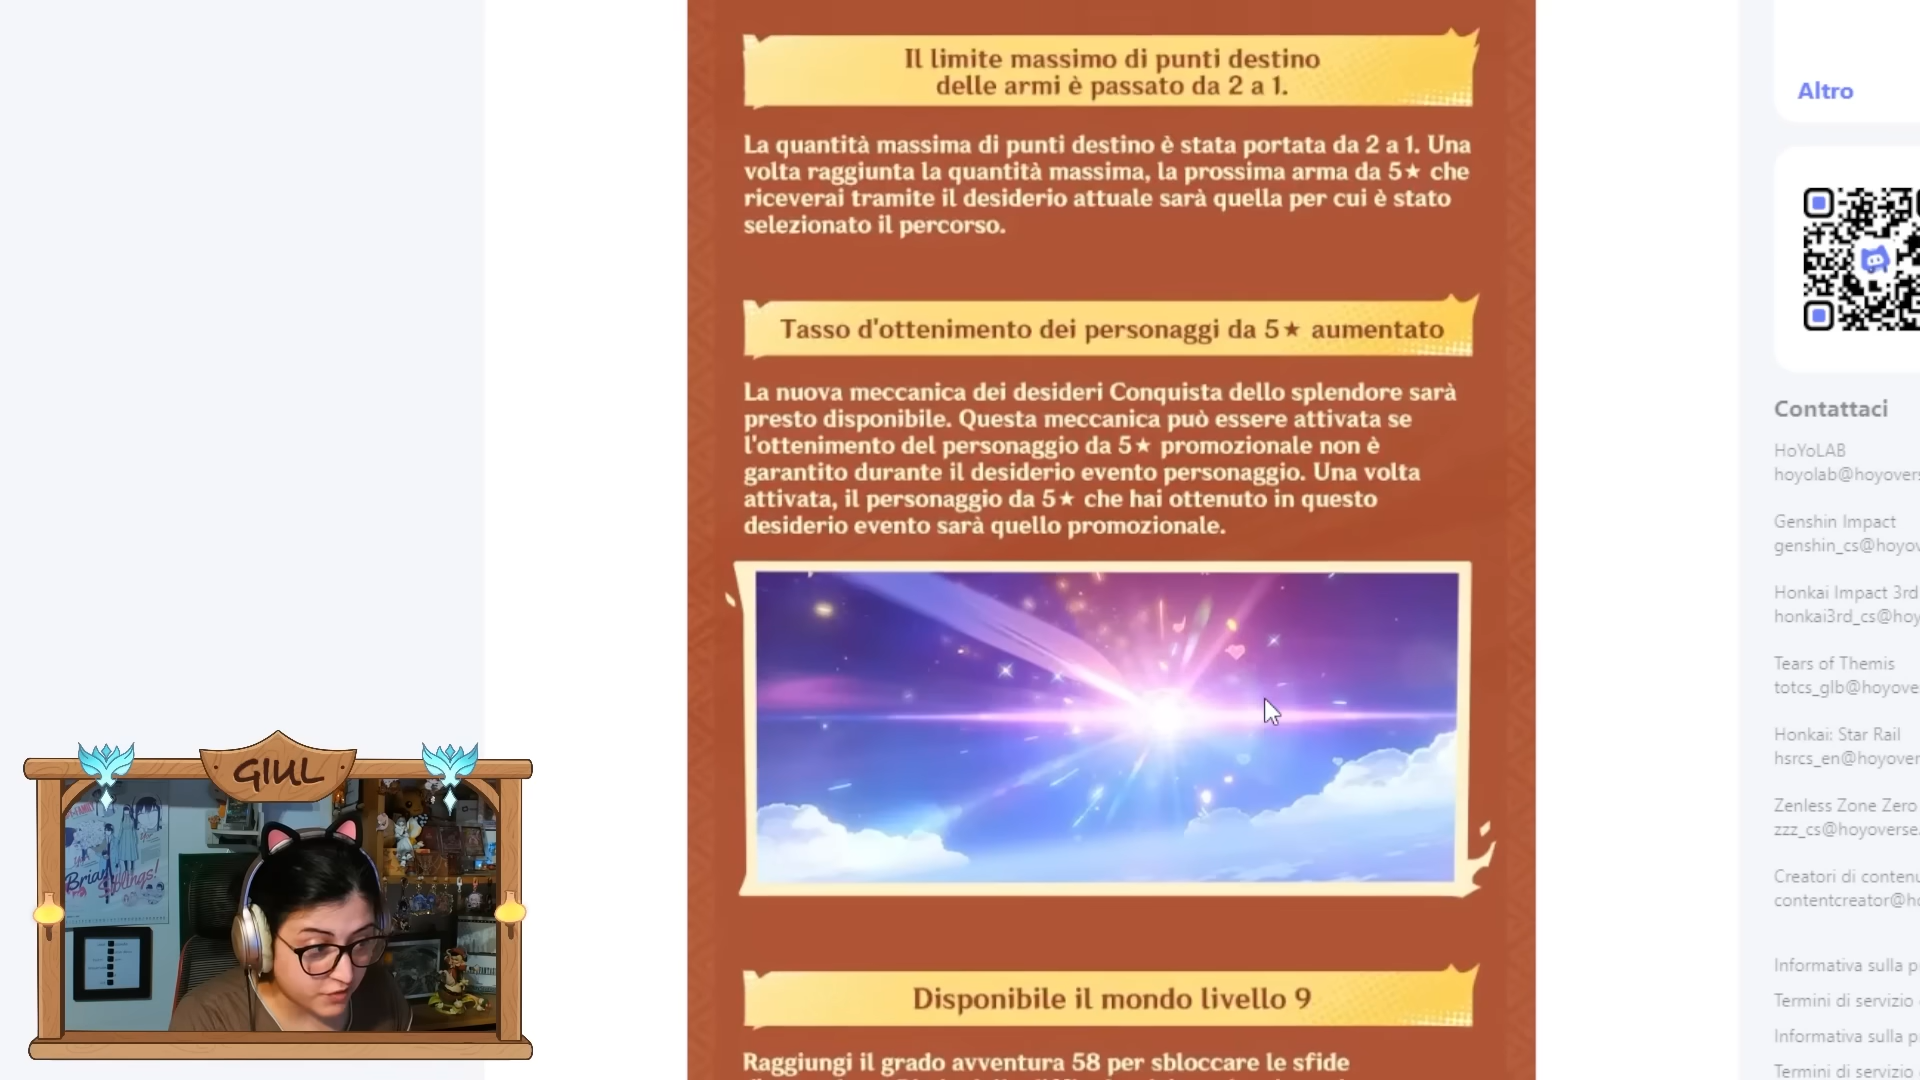 Il limite massimo di punti destino
delle armi è passato da 2 a 1.
La quantità massima di punti destino è stata portata da 2 a 1. Una
volta raggiunta la quantità massima, la prossima arma da 5★ che
riceverai tramite il desiderio attuale sarà quella per cui è stato
selezionato il percorso.
Tasso d'ottenimento dei personaggi da 5★ aumentato
La nuova meccanica dei desideri Conquista dello splendore sarà
presto disponibile. Questa meccanica può essere attivata se
l'ottenimento del personaggio da 5★ promozionale non è
garantito durante il desiderio evento personaggio. Una volta
attivata, il personaggio da 5★ che hai ottenuto in questo
desiderio evento sarà quello promozionale.
Disponibile il mondo livello 9
Raggiungi il grado avventura 58 per sbloccare le sfide
Altro
Contattaci
HoYoLAB
hoyolab@hoyovers
Genshin Impact
genshin_cs@hoyov
Honkai Impact 3rd
honkai3rd_cs@hoy
Tears of Themis
totcs_glb@hoyove
Honkai: Star Rail
hsrcs_en@hoyover
Zenless Zone Zero
zzz_cs@hoyoverse
Creatori di contenu
contentcreator@ho
Informativa sulla p
Termini di servizio
Informativa sulla p
Termini di servizio
GIUL
Siblings!